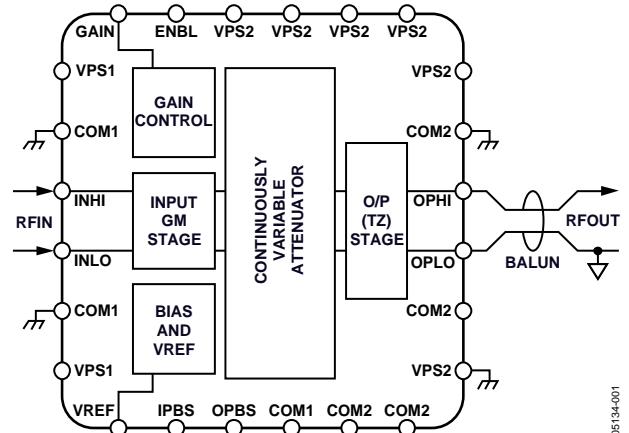 GAIN ENBL VPS2 VPS2 VPS2 VPS2
VPS1
VPS2
GAIN
CONTROL
COM1
COM2
CONTINUOUSLY
VARIABLE
ATTENUATOR
INHI
INPUT
GM
STAGE
O/P
(TZ)
STAGE
OPHI
RFIN
RFOUT
INLO
OPLO
BALUN
COM1
BIAS
AND
VREF
COM2
VPS1
VPS2
VREF IPBS OPBS COM1 COM2 COM2
05134-001